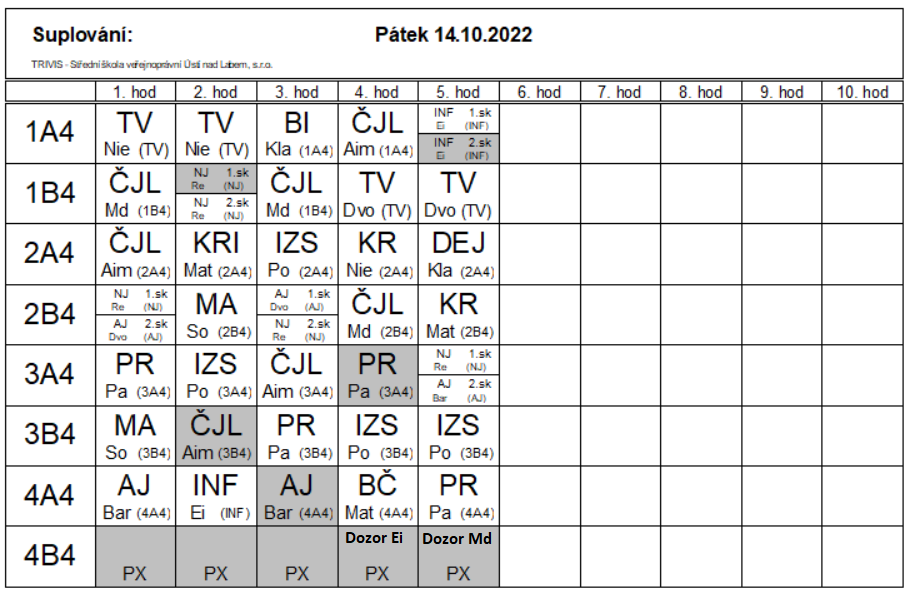 Suplování: Pátek 14.10.2022
TRIVIS - Střední škola veřejnoprávní Ústí nad Labem, s.r.o.
1. hod 2. hod 3. hod 4. hod 5. hod 6. hod 7. hod 8. hod 9. hod 10. hod
1A4
TV
Nie (TV)
TV
Nie (TV)
BI
Kla (1A4)
ČJL
Aim (1A4)
INF 1.sk
Ei (INF)
INF 2.sk
Ei (INF)
1B4
ČJL
Md (1B4)
NJ 1.sk
Re (NJ)
NJ 2.sk
Re (NJ)
ČJL
Md (1B4)
TV
Dvo (TV)
TV
Dvo (TV)
2A4
ČJL
Aim (2A4)
KRI
Mat (2A4)
IZS
Po (2A4)
KR
Nie (2A4)
DEJ
Kla (2A4)
2B4
NJ 1.sk
Re (NJ)
AJ 2.sk
Dvo (AJ)
MA
So (2B4)
AJ 1.sk
Dvo (AJ)
NJ 2.sk
Re (NJ)
ČJL
Md (2B4)
KR
Mat (2B4)
3A4
PR
Pa (3A4)
IZS
Po (3A4)
ČJL
Aim (3A4)
PR
Pa (3A4)
NJ 1.sk
Re (NJ)
AJ 2.sk
Bar (AJ)
3B4
MA
So (3B4)
ČJL
Aim (3B4)
PR
Pa (3B4)
IZS
Po (3B4)
IZS
Po (3B4)
4A4
AJ
Bar (4A4)
INF
Ei (INF)
AJ
Bar (4A4)
BČ
Mat (4A4)
PR
Pa (4A4)
4B4
PX
PX
PX
Dozor Ei
PX
Dozor Md
PX